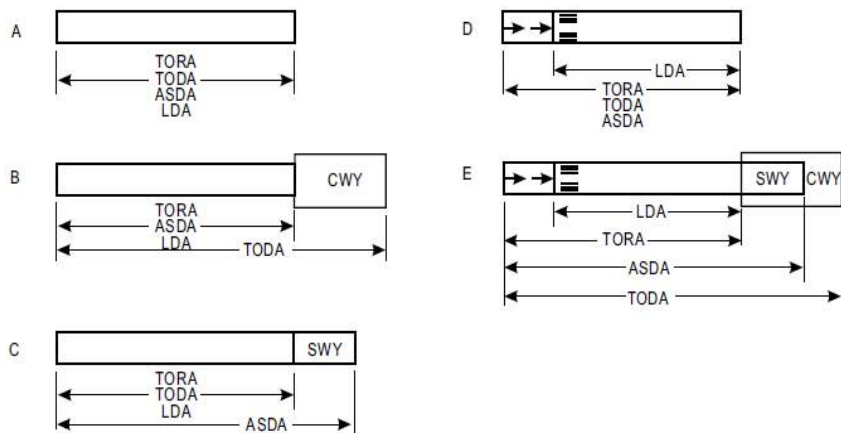 A
TORA
TODA
ASDA
LDA
B
CWY
TORA
ASDA
LDA TODA
C
SWY
TORA
TODA
LDA
ASDA
D
LDA
TORA
TODA
ASDA
E
SWY CWY
LDA
TORA
ASDA
TODA